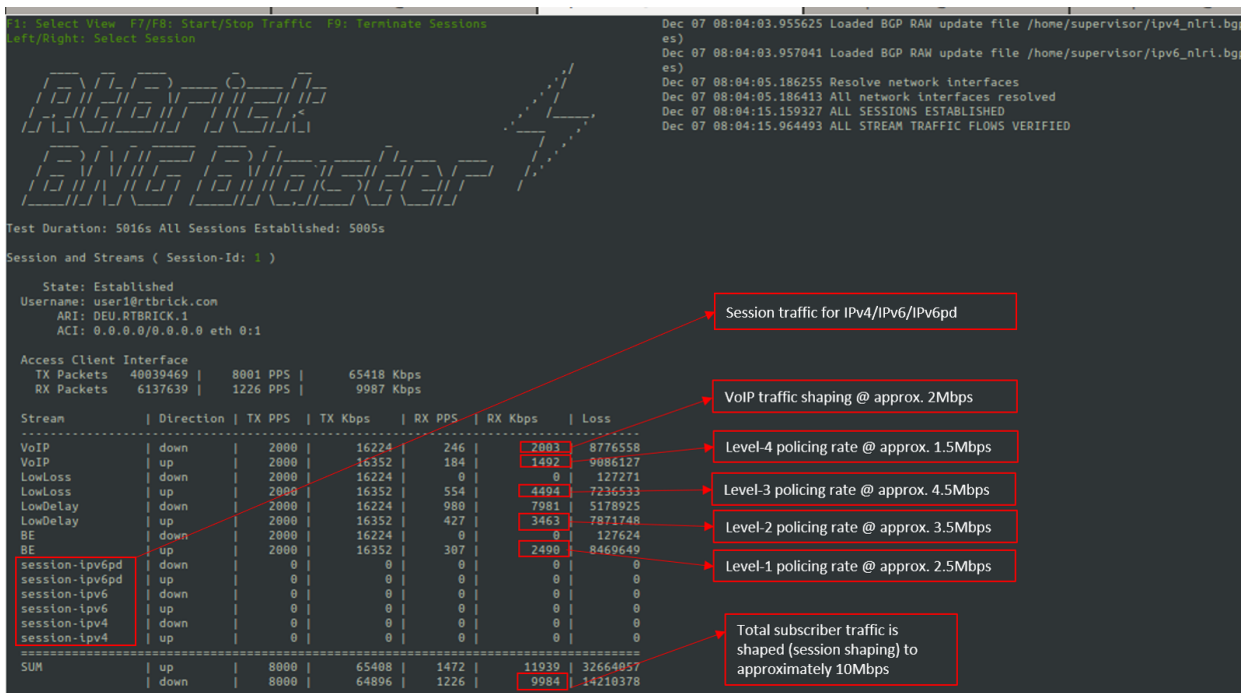 F1: Select View  F7/F8: Start/Stop Traffic  F9: Terminate Sessions
Left/Right: Select Session
RtBrick
BNG Blaster
Test Duration: 5016s All Sessions Established: 5005s
Session and Streams ( Session-Id: 1 )
State: Established
Username: user1@rtbrick.com
ARI: DEU.RTBRICK.1
ACI: 0.0.0.0/0.0.0.0 eth 0:1
Access Client Interface
TX Packets 40039469 | 8001 PPS | 65418 Kbps
RX Packets 6137639 | 1226 PPS | 9987 Kbps
Stream | Direction | TX PPS | TX Kbps | RX PPS | RX Kbps | Loss
VoIP | down | 2000 | 16224 | 246 | 2003 | 8776558
VoIP | up | 2000 | 16352 | 184 | 1492 | 9086127
LowLoss | down | 2000 | 16224 | 0 | 0 | 127271
LowLoss | up | 2000 | 16352 | 554 | 4494 | 7236533
LowDelay | down | 2000 | 16224 | 980 | 7981 | 5178925
LowDelay | up | 2000 | 16352 | 427 | 3463 | 7871748
BE | down | 2000 | 16224 | 0 | 0 | 127624
BE | up | 2000 | 16352 | 307 | 2490 | 8469649
session-ipv6pd | down | 0 | 0 | 0 | 0 | 0
session-ipv6pd | up | 0 | 0 | 0 | 0 | 0
session-ipv6 | down | 0 | 0 | 0 | 0 | 0
session-ipv6 | up | 0 | 0 | 0 | 0 | 0
session-ipv4 | down | 0 | 0 | 0 | 0 | 0
session-ipv4 | up | 0 | 0 | 0 | 0 | 0
SUM | up | 8000 | 65408 | 1472 | 11939 | 32664057
| down | 8000 | 64896 | 1226 | 9984 | 14210378
Dec 07 08:04:03.955625 Loaded BGP RAW update file /home/supervisor/ipv4_nlri.bgp
es)
Dec 07 08:04:03.957041 Loaded BGP RAW update file /home/supervisor/ipv6_nlri.bgp
es)
Dec 07 08:04:05.186255 Resolve network interfaces
Dec 07 08:04:05.186413 All network interfaces resolved
Dec 07 08:04:15.159327 ALL SESSIONS ESTABLISHED
Dec 07 08:04:15.964493 ALL STREAM TRAFFIC FLOWS VERIFIED
Session traffic for IPv4/IPv6/IPv6pd
VoIP traffic shaping @ approx. 2Mbps
Level-4 policing rate @ approx. 1.5Mbps
Level-3 policing rate @ approx. 4.5Mbps
Level-2 policing rate @ approx. 3.5Mbps
Level-1 policing rate @ approx. 2.5Mbps
Total subscriber traffic is
shaped (session shaping) to
approximately 10Mbps